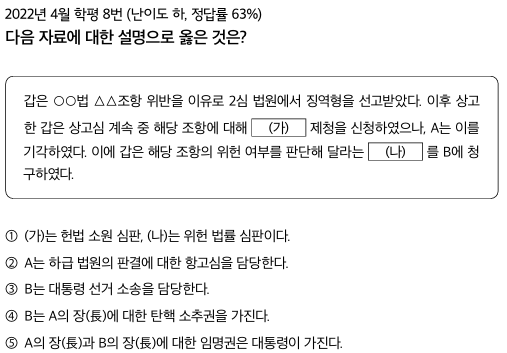 2022년 4월 학평 8번 (난이도 하, 정답률 63%)
다음 자료에 대한 설명으로 옳은 것은?
갑은 ○○법 △△조항 위반을 이유로 2심 법원에서 징역형을 선고받았다. 이후 상고
한 갑은 상고심 계속 중 해당 조항에 대해 (가) 제청을 신청하였으나, A는 이를
기각하였다. 이에 갑은 해당 조항의 위헌 여부를 판단해 달라는 (나) 를 B에 청
구하였다.
① (가)는 헌법 소원 심판, (나)는 위헌 법률 심판이다.
② A는 하급 법원의 판결에 대한 항고심을 담당한다.
③ B는 대통령 선거 소송을 담당한다.
④ B는 A의 장(長)에 대한 탄핵 소추권을 가진다.
⑤ A의 장(長)과 B의 장(長)에 대한 임명권은 대통령이 가진다.